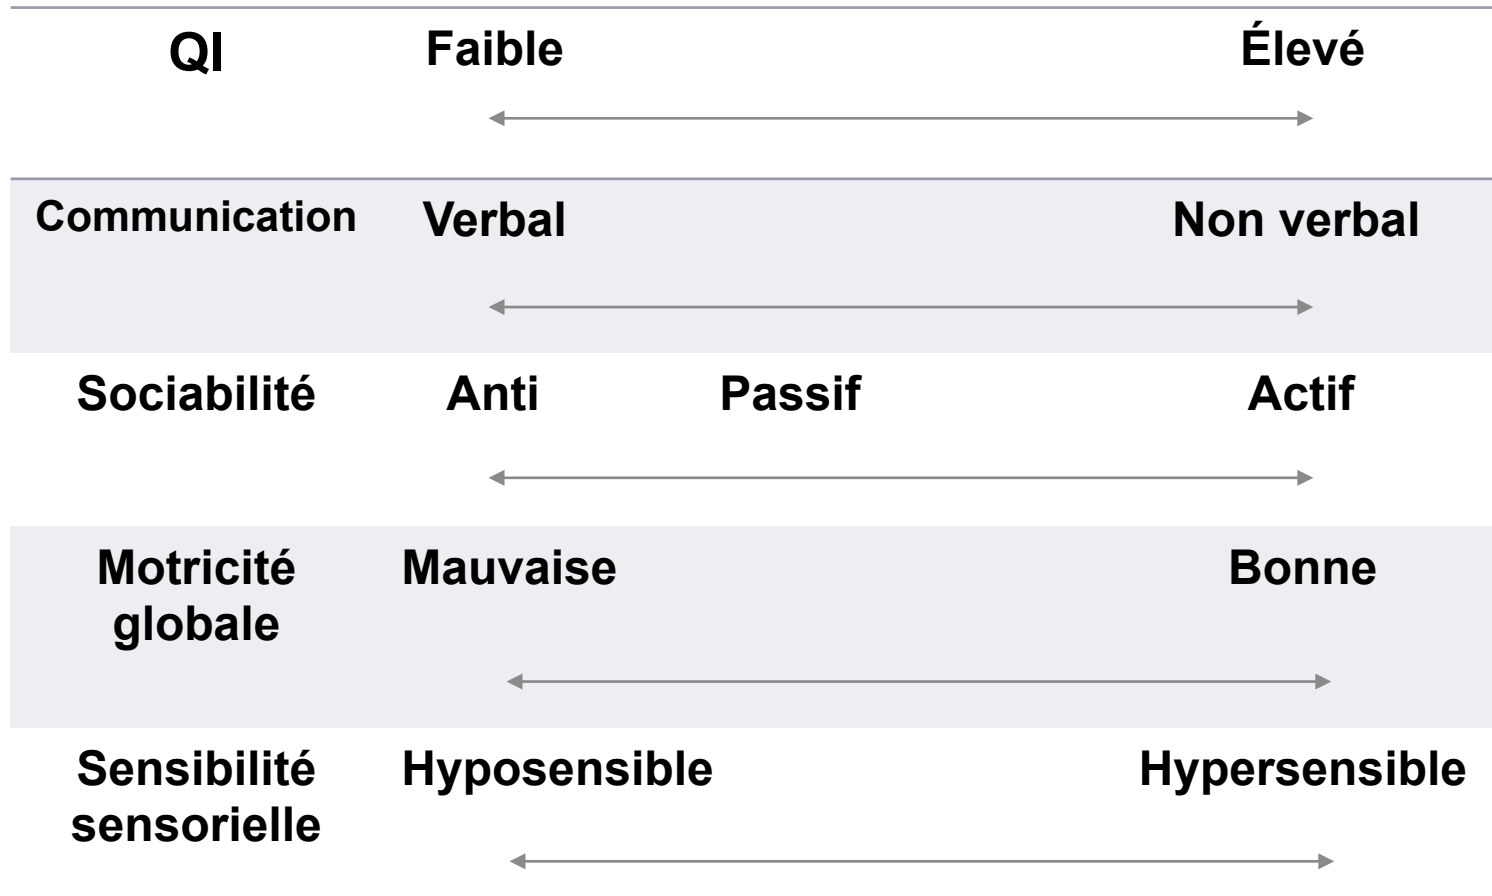 QI Faible Élevé
Communication Verbal Non verbal
Sociabilité Anti Passif Actif
Motricité Mauvaise Bonne
globale
Sensibilité Hyposensible Hypersensible
sensorielle